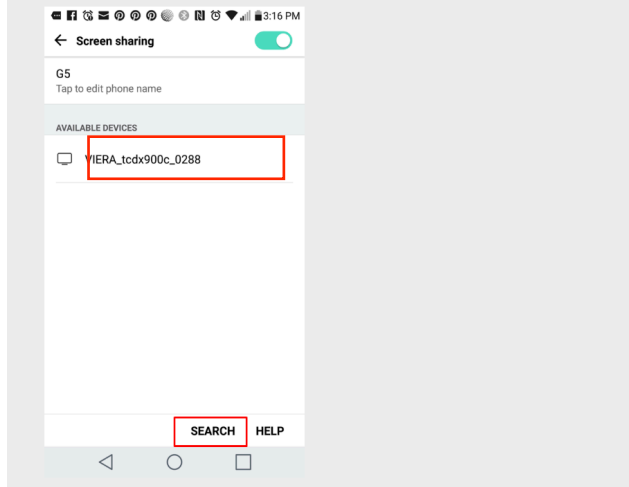 3:16 PM
Screen sharing
G5
Tap to edit phone name
AVAILABLE DEVICES
VIERA_tcdx900c_0288
SEARCH HELP